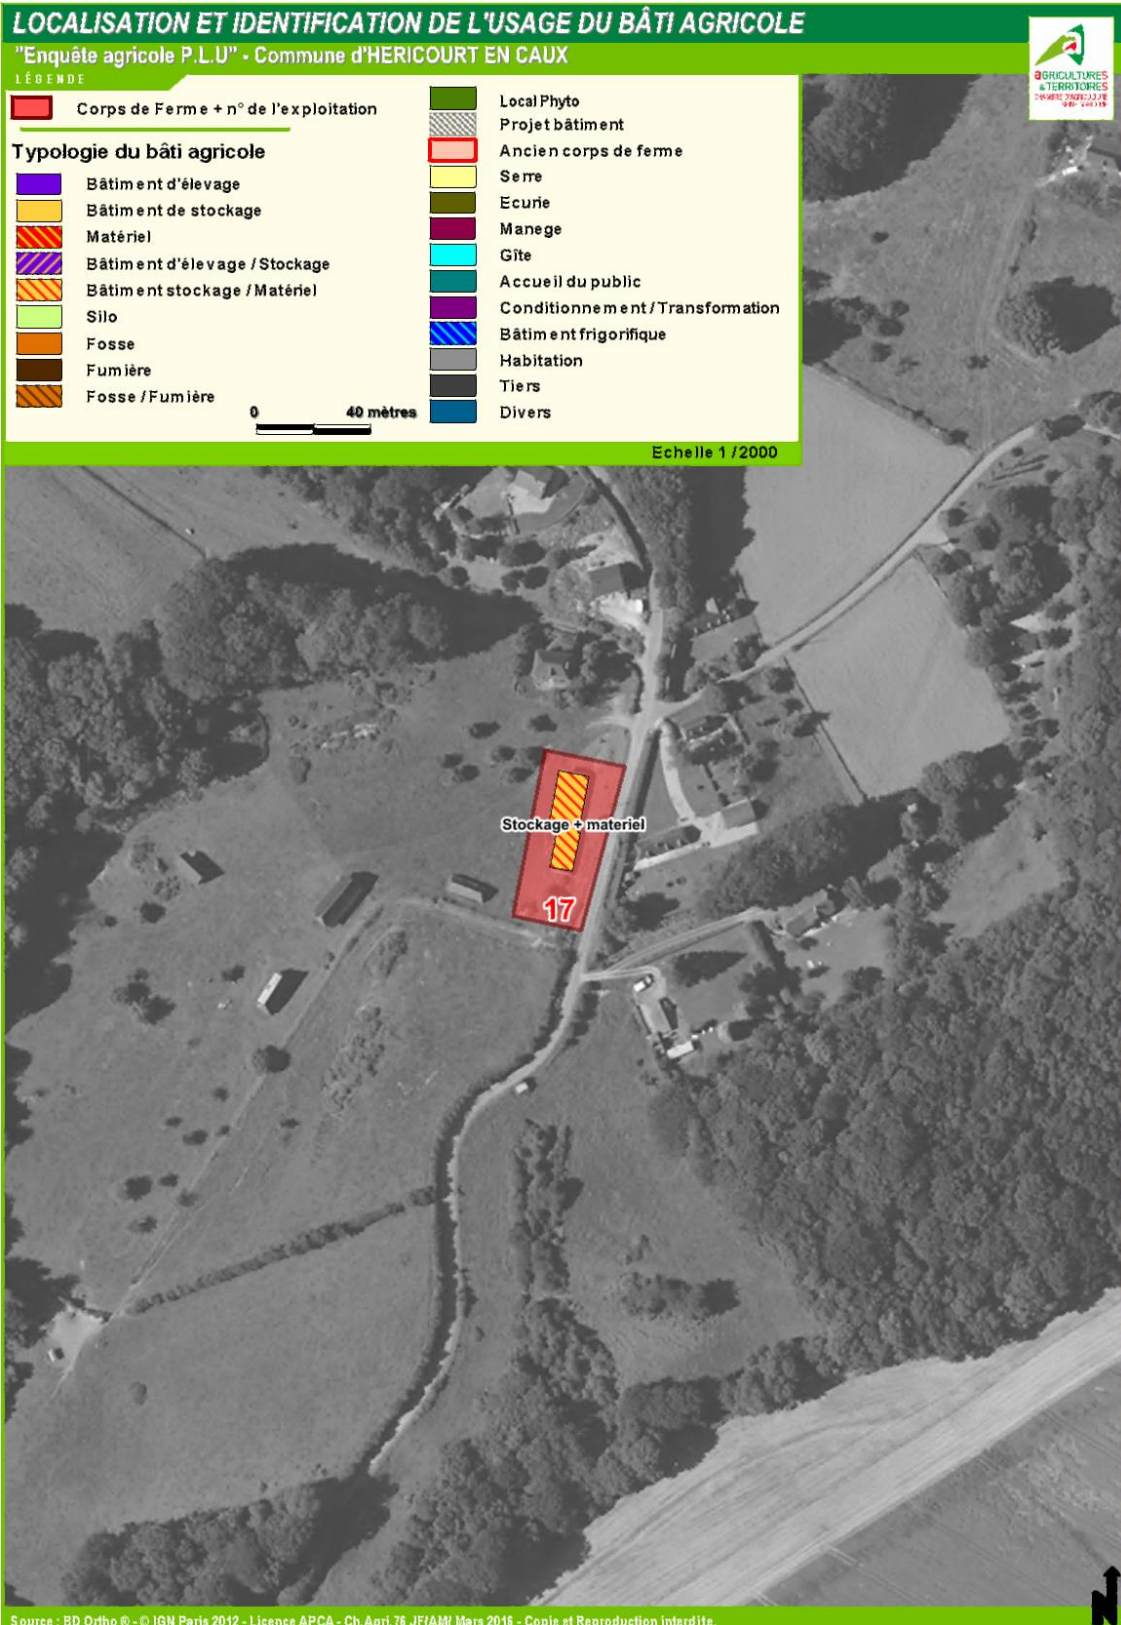 LOCALISATION ET IDENTIFICATION DE L'USAGE DU BÂTI AGRICOLE
"Enquête agricole P.L.U" - Commune d'HERICOURT EN CAUX
LÉGENDE
aGRICULTURES
&TERRITOIRES
CHAMBRE D'AGRICULTURE
SEINE-MARITIME
Corps de Ferme + n° de l'exploitation
Typologie du bâti agricole
Bâtiment d'élevage
Bâtiment de stockage
Matériel
Bâtiment d'élevage / Stockage
Bâtiment stockage / Matériel
Silo
Fosse
Fumière
Fosse / Fumière
0 40 mètres
Local Phyto
Projet bâtiment
Ancien corps de ferme
Serre
Ecurie
Manege
Gîte
Accueil du public
Conditionnement / Transformation
Bâtiment frigorifique
Habitation
Tiers
Divers
Echelle 1 / 2000
Stockage + materiel
17
N
Source : BD Ortho ® - © IGN Paris 2012 - Licence APCA - Ch.Agri.76 JF/AM/ Mars 2016 - Copie et Reproduction interdite.